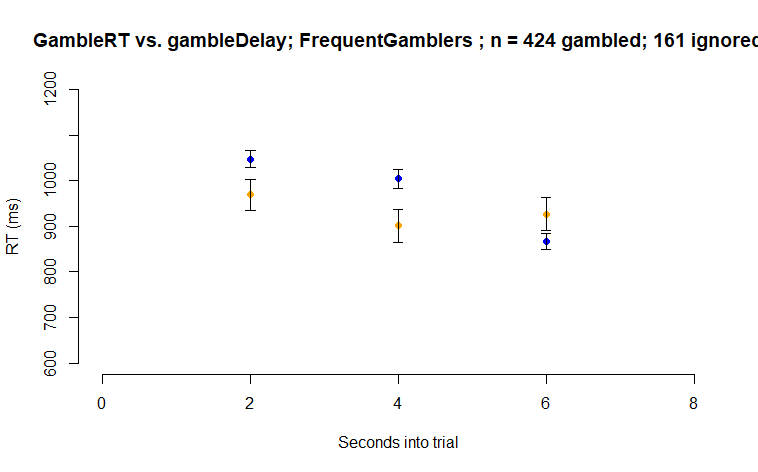 GambleRT vs. gambleDelay; FrequentGamblers ; n = 424 gambled; 161 ignored
1200
1000
900
800
700
600
RT (ms)
0 2 4 6 8
Seconds into trial